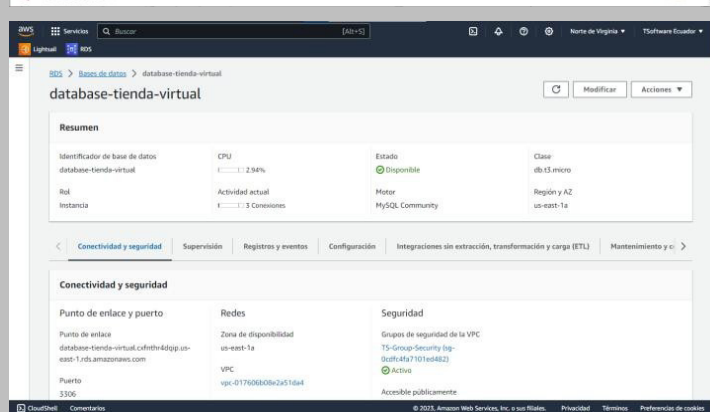 aws
Servicios
Buscar
[Alt+S]
Norte de Virginia
TSoftware Ecuador
Lightsail
RDS
RDS > Bases de datos > database-tienda-virtual
database-tienda-virtual
Modificar
Acciones
Resumen
Identificador de base de datos
database-tienda-virtual
CPU
2.94%
Estado
Disponible
Clase
db.t3.micro
Rol
Instancia
Actividad actual
3 Conexiones
Motor
MySQL Community
Región y AZ
us-east-1a
Conectividad y seguridad
Supervisión
Registros y eventos
Configuración
Integraciones sin extracción, transformación y carga (ETL)
Mantenimiento y
Conectividad y seguridad
Punto de enlace y puerto
Punto de enlace
database-tienda-virtual.cxfnthr4dqip.us-
east-1.rds.amazonaws.com
Puerto
3306
Redes
Zona de disponibilidad
us-east-1a
VPC
vpc-017606b08e2a51da4
Seguridad
Grupos de seguridad de la VPC
TS-Group-Security (sg-
0cdfc4fa7101ed482)
Activo
Accesible públicamente
CloudShell
Comentarios
© 2023, Amazon Web Services, Inc. o sus filiales.
Privacidad
Términos
Preferencias de cookies